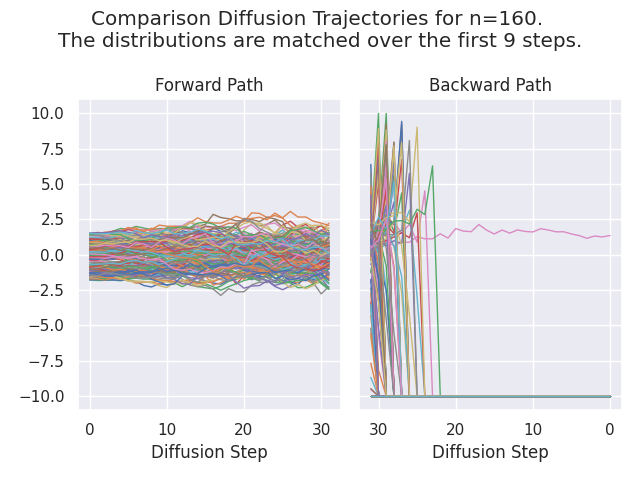 Comparison Diffusion Trajectories for n=160.
The distributions are matched over the first 9 steps.
Forward Path
Backward Path
10.0
7.5
5.0
2.5
0.0
−2.5
−5.0
−7.5
−10.0
0 10 20 30
30 20 10 0
Diffusion Step
Diffusion Step